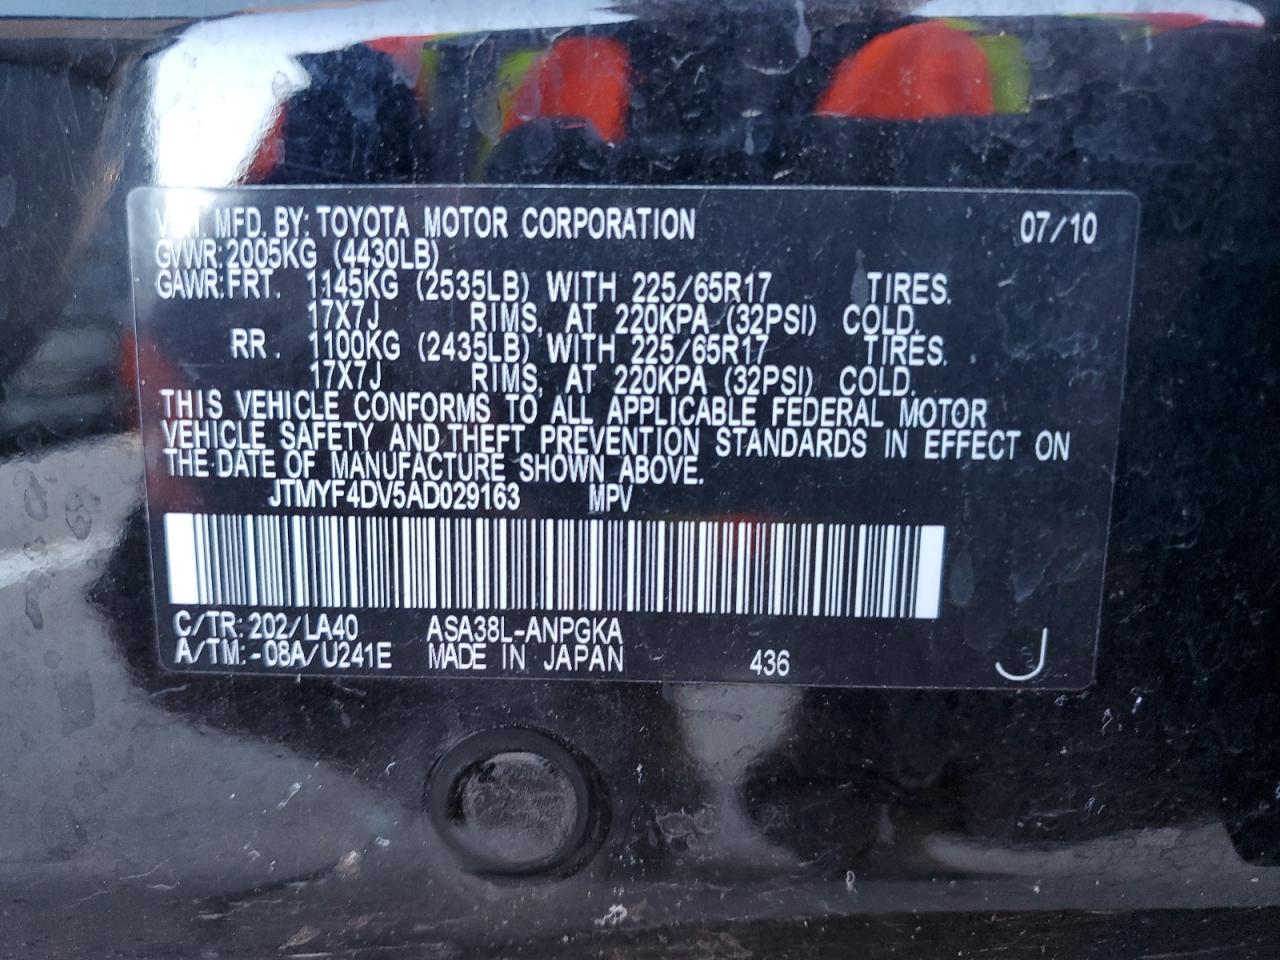 VEH. MFD. BY: TOYOTA MOTOR CORPORATION 07/10
GVWR: 2005KG (4430LB)
GAWR: FRT. 1145KG (2535LB) WITH 225/65R17 TIRES.
17X7J RIMS, AT 220KPA (32PSI) COLD.
RR. 1100KG (2435LB) WITH 225/65R17 TIRES.
17X7J RIMS, AT 220KPA (32PSI) COLD.
THIS VEHICLE CONFORMS TO ALL APPLICABLE FEDERAL MOTOR
VEHICLE SAFETY AND THEFT PREVENTION STANDARDS IN EFFECT ON
THE DATE OF MANUFACTURE SHOWN ABOVE.
JTMYF4DV5AD029163 MPV
C/TR: 202/LA40 ASA38L-ANPGKA
A/TM: -08A/U241E MADE IN JAPAN 436 J